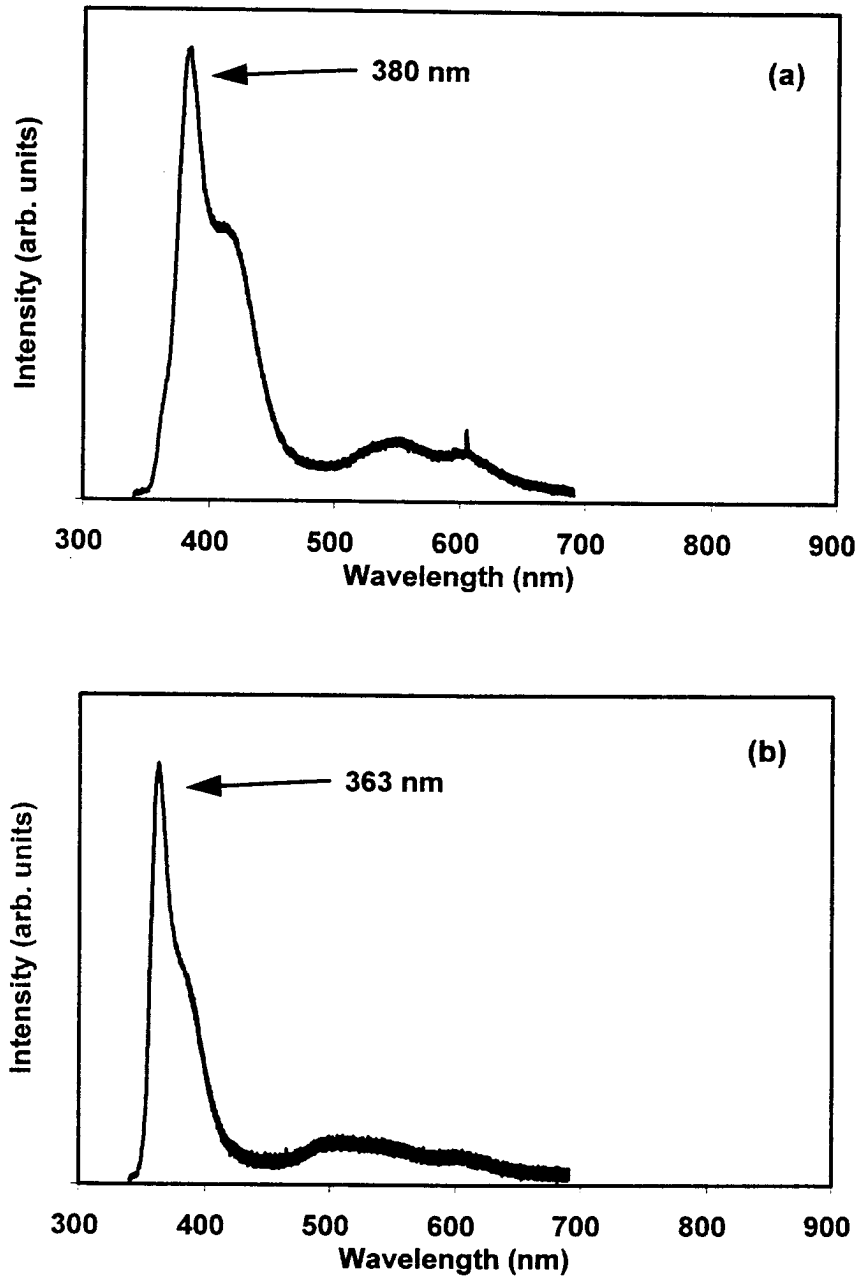 380 nm
(a)
Intensity (arb. units)
300 400 500 600 700 800 900
Wavelength (nm)
363 nm
(b)
Intensity (arb. units)
300 400 500 600 700 800 900
Wavelength (nm)